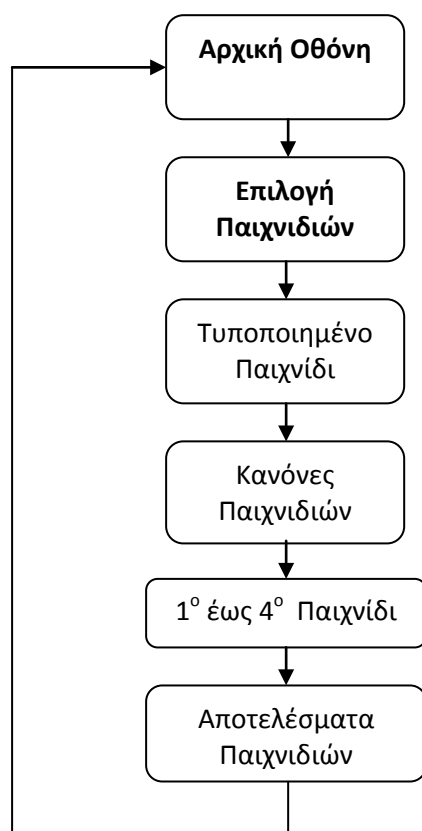 Αρχική Οθόνη
Επιλογή
Παιχνιδιών
Τυποποιημένο
Παιχνίδι
Κανόνες
Παιχνιδιών
1ο έως 4ο Παιχνίδι
Αποτελέσματα
Παιχνιδιών